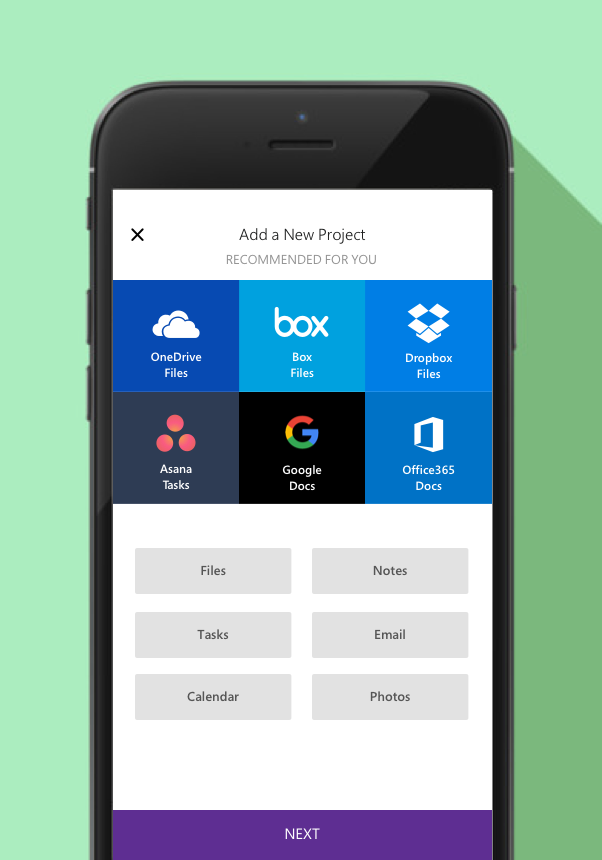 Add a New Project
RECOMMENDED FOR YOU
OneDrive
Files
box
Box
Files
Dropbox
Files
Asana
Tasks
G
Google
Docs
Office365
Docs
Files
Notes
Tasks
Email
Calendar
Photos
NEXT